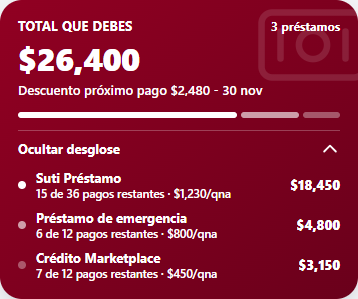 TOTAL QUE DEBES
3 préstamos
$26,400
Descuento próximo pago $2,480 - 30 nov
Ocultar desglose
Suti Préstamo
15 de 36 pagos restantes · $1,230/qna
$18,450
Préstamo de emergencia
6 de 12 pagos restantes · $800/qna
$4,800
Crédito Marketplace
7 de 12 pagos restantes · $450/qna
$3,150